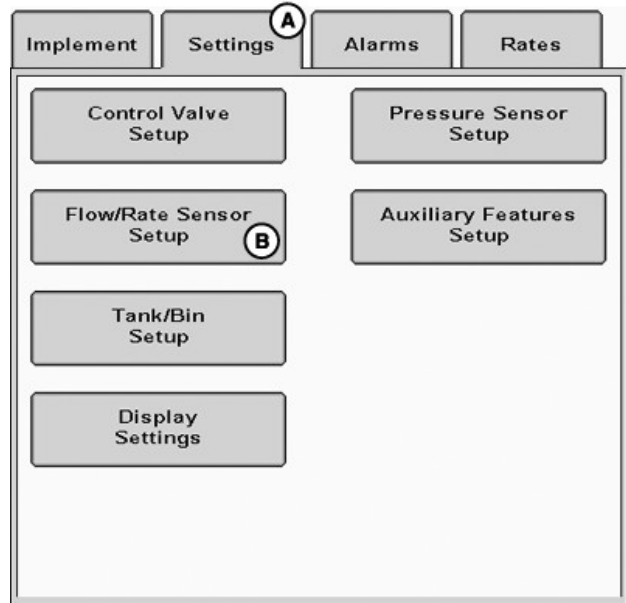 Implement
Settings
A
Alarms
Rates
Control Valve
Setup
Pressure Sensor
Setup
Flow/Rate Sensor
Setup
B
Auxiliary Features
Setup
Tank/Bin
Setup
Display
Settings